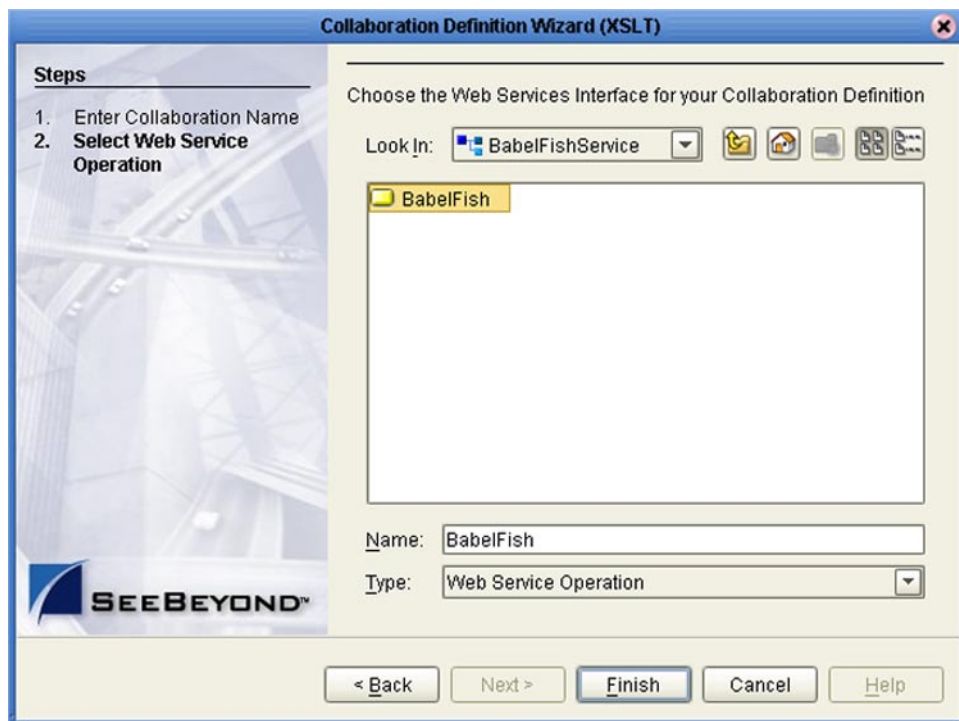 Collaboration Definition Wizard (XSLT)
Steps
1. Enter Collaboration Name
2. Select Web Service
Operation
Choose the Web Services Interface for your Collaboration Definition
Look In: BabelFishService
BabelFish
Name: BabelFish
Type: Web Service Operation
SEEBEYOND™
< Back Next > Finish Cancel Help